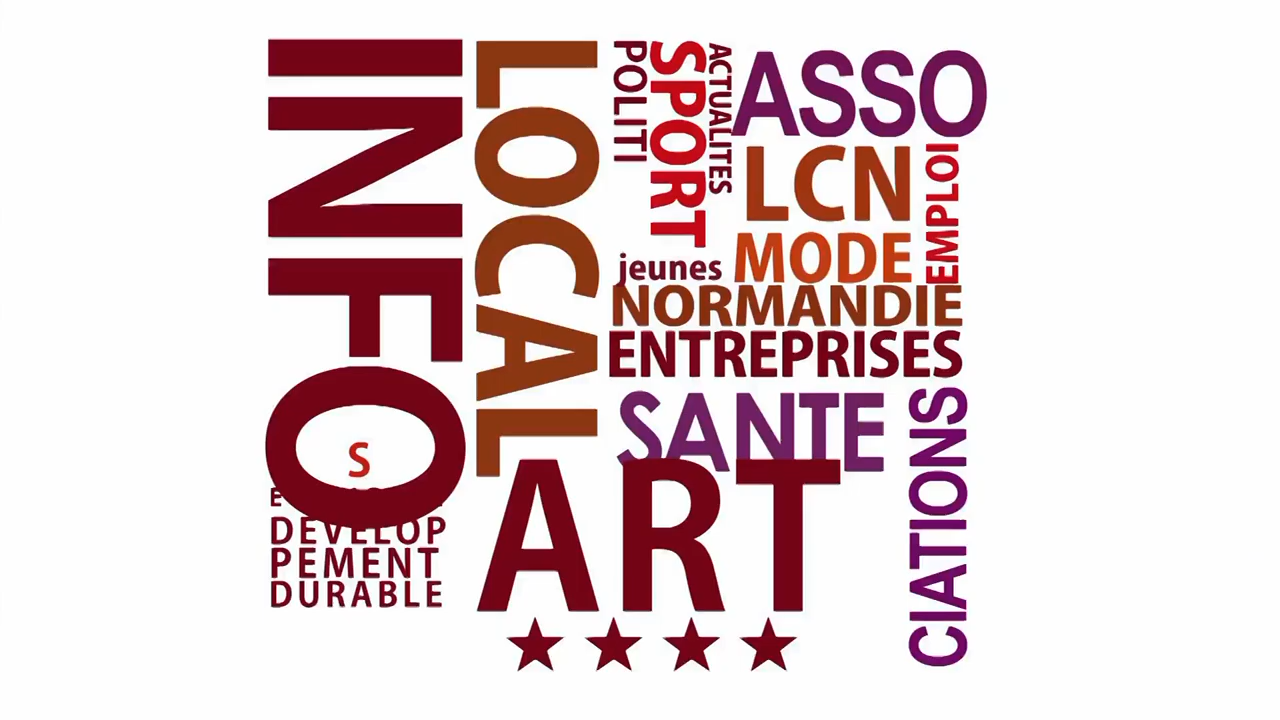 INFO
LOCAL
POLITI
SPORT
ACTUALITES
ASSO
LCN
EMPLOI
MODE
jeunes
NORMANDIE
ENTREPRISES
SANTE
CIATIONS
ART
S
DEVELOP
PEMENT
DURABLE